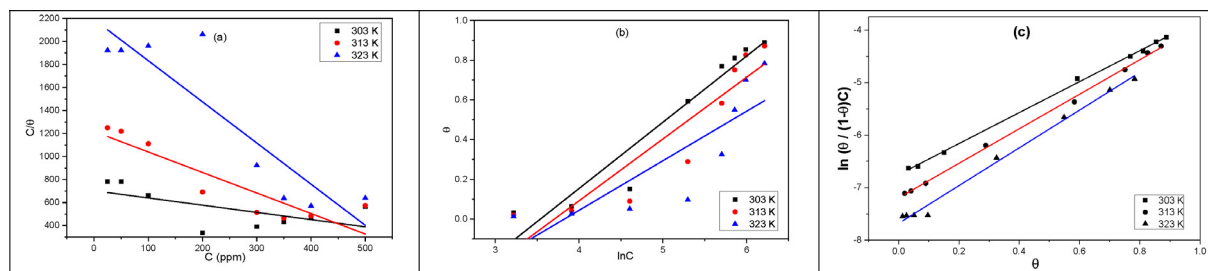 (a)
303 K
313 K
323 K
2200
2000
1800
1600
1400
1200
1000
800
600
400
C/θ
0
100
200
300
400
500
C (ppm)
(b)
1.0
0.8
0.6
0.4
0.2
0.0
θ
303 K
313 K
323 K
3
4
5
6
lnC
(c)
-4
-5
-6
-7
-8
ln (θ / (1-θ)C)
303 K
313 K
323 K
0.0
0.2
0.4
0.6
0.8
1.0
θ